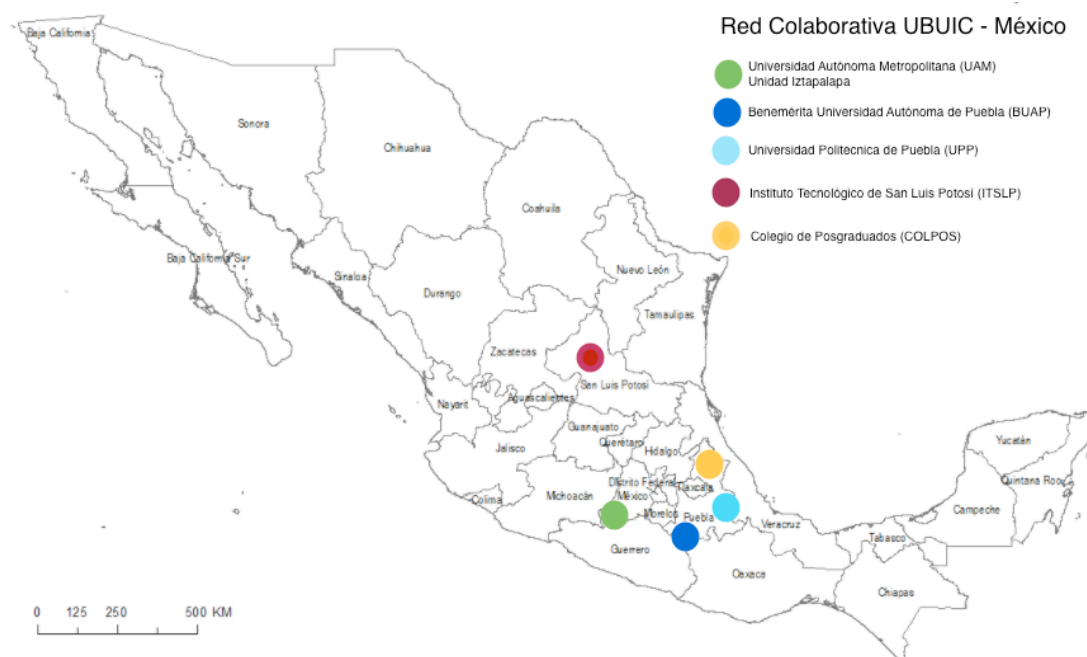 Red Colaborativa UBUIC - México
Universidad Autónoma Metropolitana (UAM)
Unidad Iztapalapa
Benemérita Universidad Autónoma de Puebla (BUAP)
Universidad Politecnica de Puebla (UPP)
Instituto Tecnológico de San Luis Potosí (ITSLP)
Colegio de Posgraduados (COLPOS)
Baja California
Sonora
Chihuahua
Coahuila
Baja California Sur
Sinaloa
Durango
Nuevo León
Tamaulipas
Zacatecas
San Luis Potosí
Nayarit
Aguascalientes
Guanajuato
Querétaro
Hidalgo
Jalisco
Yucatán
Quintana Roo
Colima
Michoacán
Distrito Federal
México
Tlaxcala
Morelos
Puebla
Veracruz
Campeche
Tabasco
Guerrero
Oaxaca
Chiapas
0 125 250 500 KM